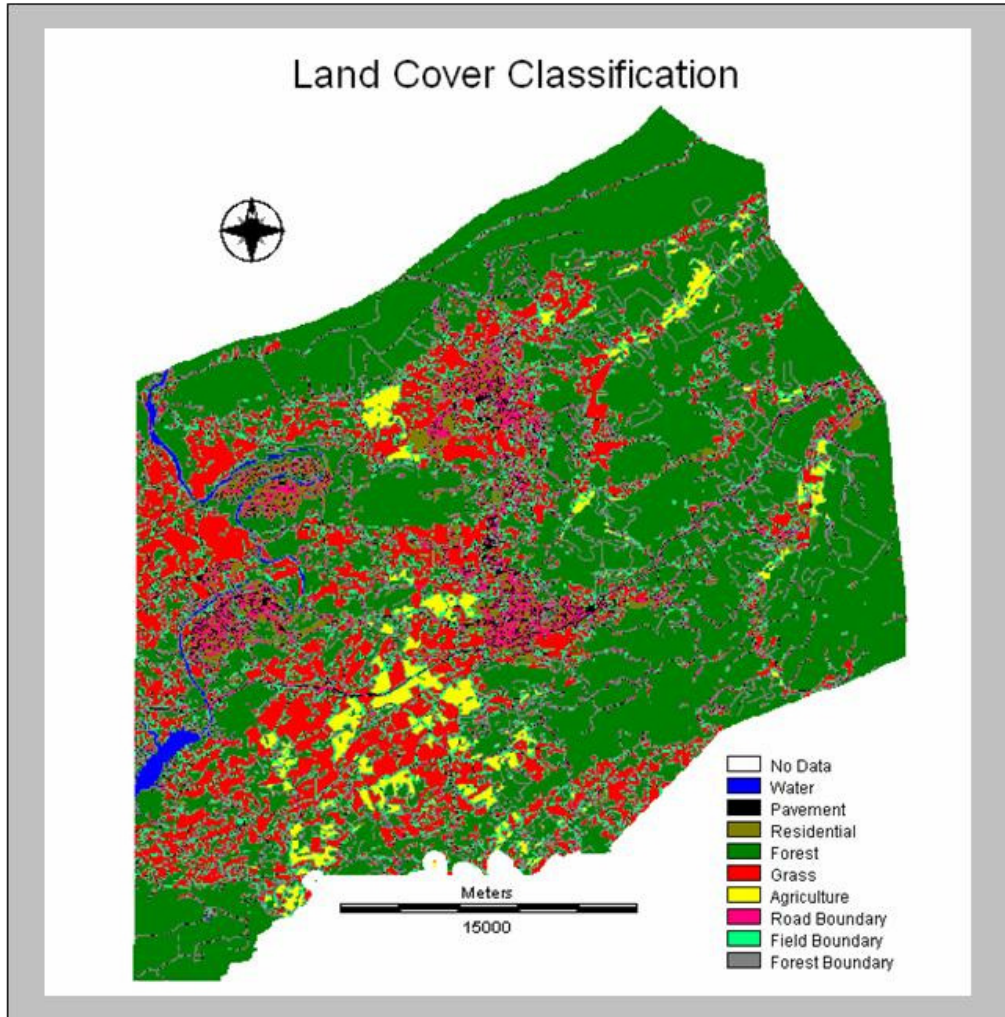 Land Cover Classification
No Data
Water
Pavement
Residential
Forest
Grass
Agriculture
Road Boundary
Field Boundary
Forest Boundary
Meters
15000